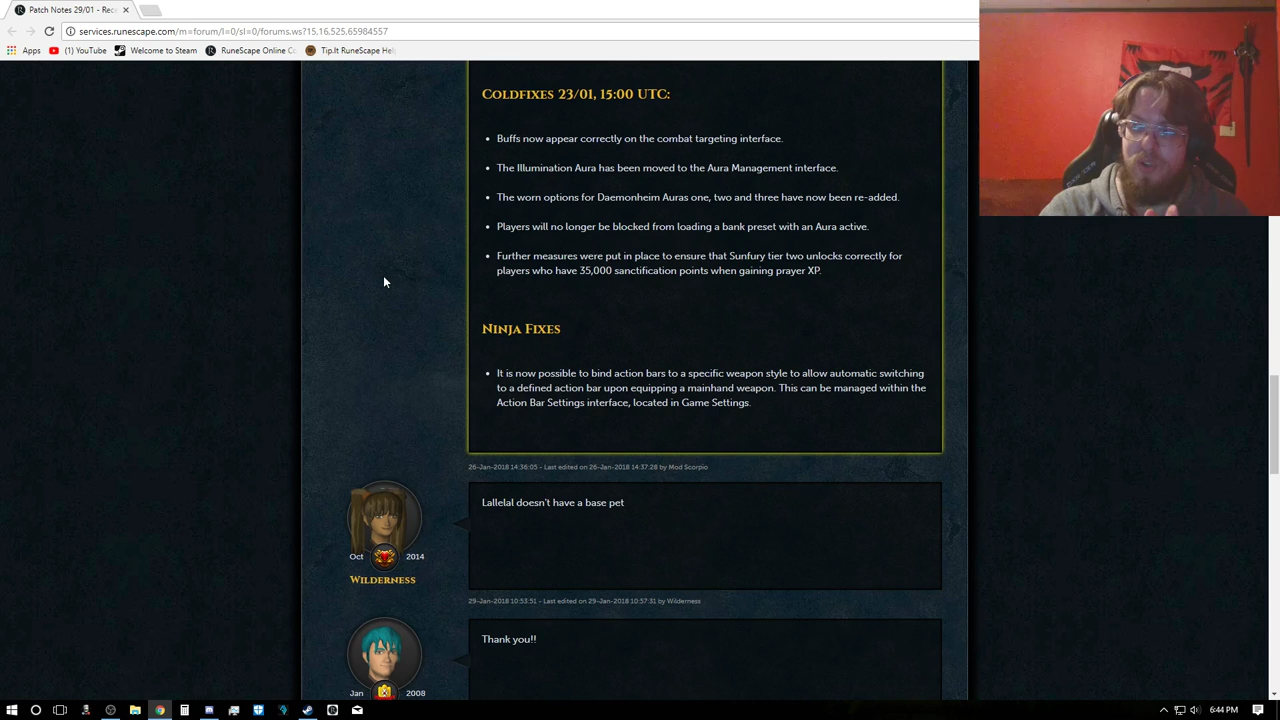 Patch Notes 29/01 - Rec
services.runescape.com/m=forum/l=0/sl=0/forums.ws?15,16,525,65984557
Apps
(1) YouTube
Welcome to Steam
RuneScape Online Co
Tip.It RuneScape Hel
Coldfixes 23/01, 15:00 UTC:
• Buffs now appear correctly on the combat targeting interface.
• The Illumination Aura has been moved to the Aura Management interface.
• The worn options for Daemonheim Auras one, two and three have now been re-added.
• Players will no longer be blocked from loading a bank preset with an Aura active.
• Further measures were put in place to ensure that Sunfury tier two unlocks correctly for
players who have 35,000 sanctification points when gaining prayer XP.
Ninja Fixes
• It is now possible to bind action bars to a specific weapon style to allow automatic switching
to a defined action bar upon equipping a mainhand weapon. This can be managed within the
Action Bar Settings interface, located in Game Settings.
26-Jan-2018 14:36:05 - Last edited on 26-Jan-2018 14:37:28 by Mod Scorpio
Lallelal doesn't have a base pet
Oct 2014
Wilderness
29-Jan-2018 10:53:51 - Last edited on 29-Jan-2018 10:57:31 by Wilderness
Thank you!!
Jan 2008
6:44 PM